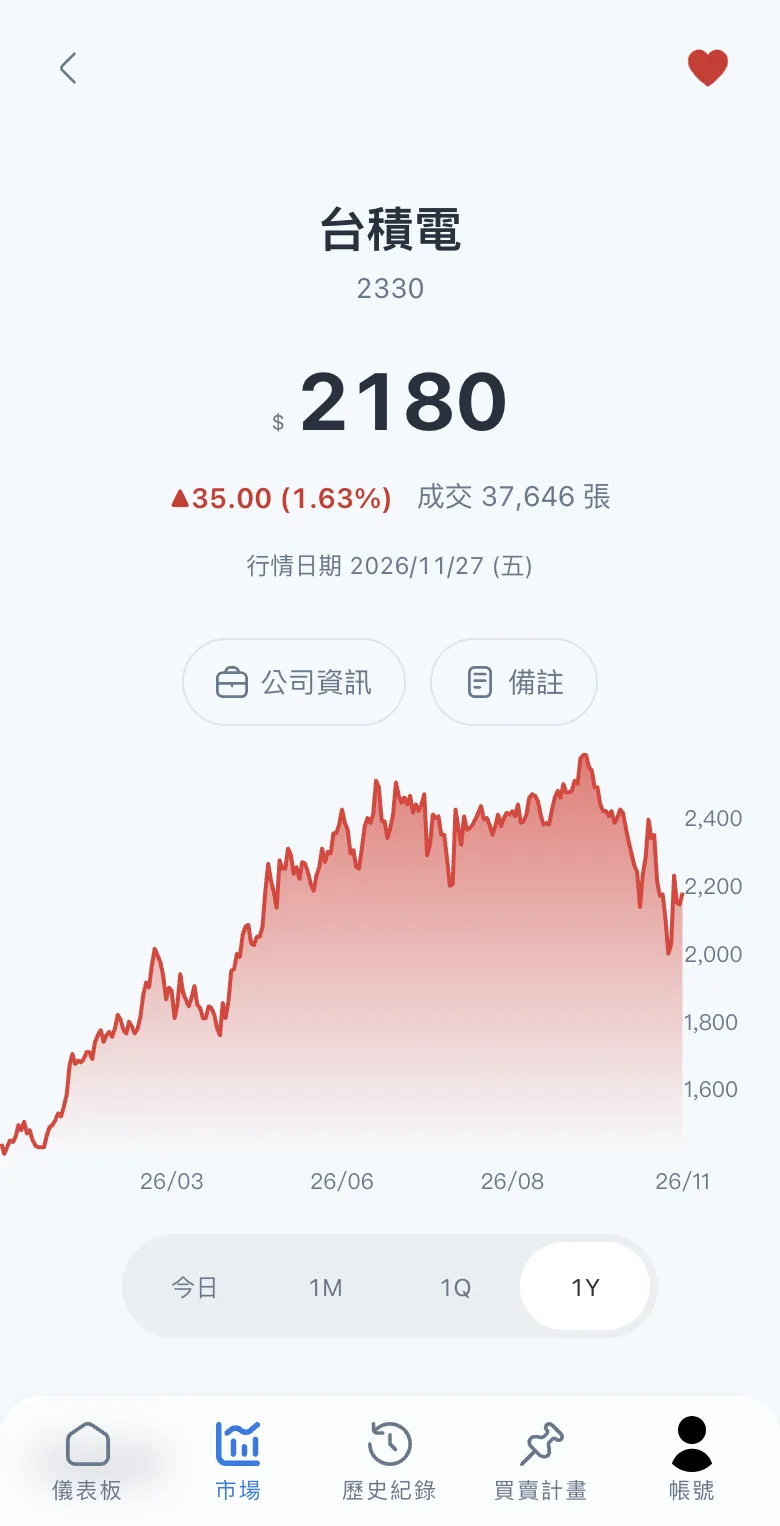 台積電
2330
$ 2180
▲35.00 (1.63%) 成交 37,646 張
行情日期 2026/11/27 (五)
公司資訊 備註
2,400
2,200
2,000
1,800
1,600
26/03 26/06 26/08 26/11
今日 1M 1Q 1Y
儀表板 市場 歷史紀錄 買賣計畫 帳號